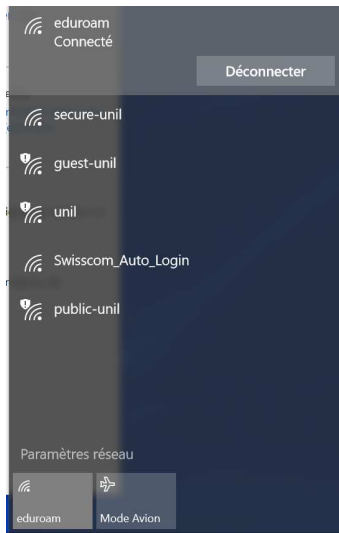 eduroam
Connecté
Déconnecter
secure-unil
guest-unil
unil
Swisscom_Auto_Login
public-unil
Paramètres réseau
eduroam
Mode Avion